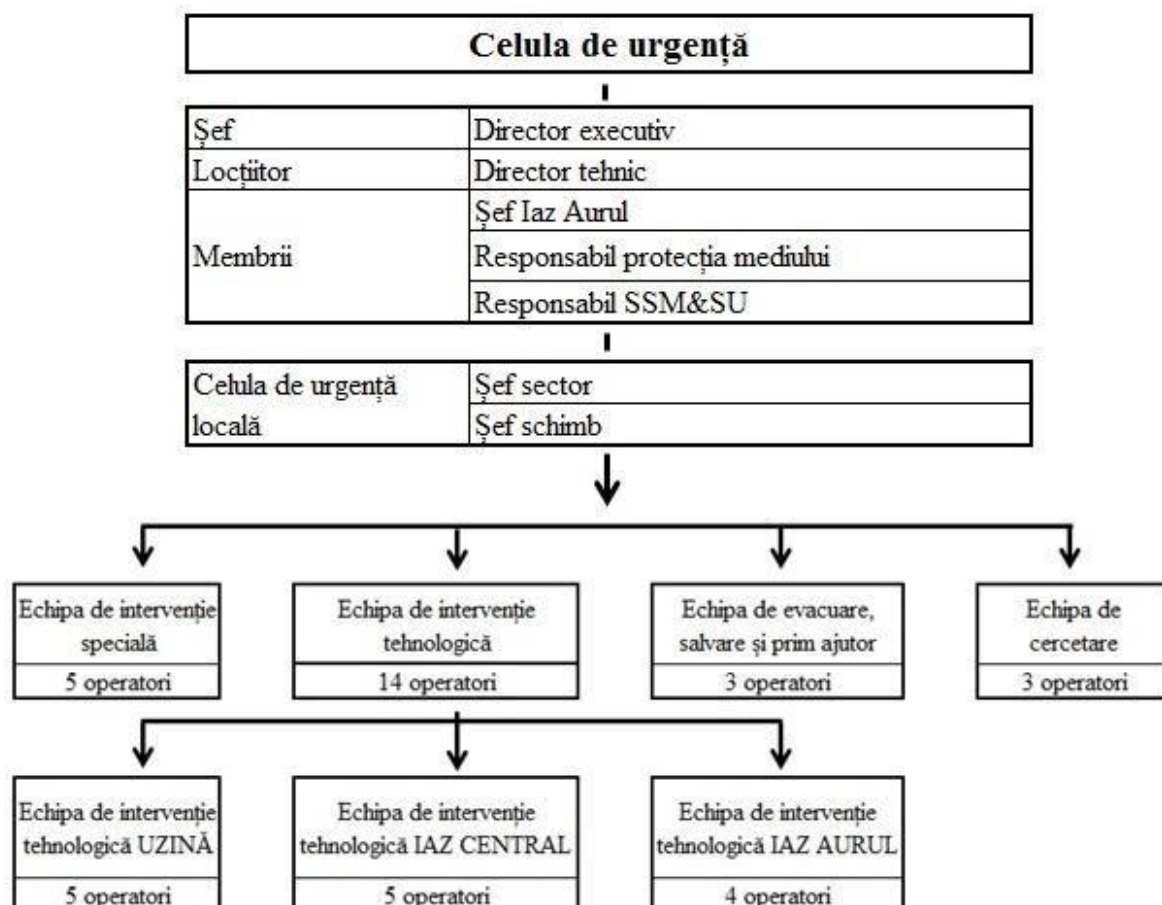 Celula de urgență
Șef Director executiv
Locțiitor Director tehnic
Membrii
Șef Iaz Aurul
Responsabil protecția mediului
Responsabil SSM&SU
Celula de urgență
locală
Șef sector
Șef schimb
Echipa de intervenție
specială
5 operatori
Echipa de intervenție
tehnologică
14 operatori
Echipa de evacuare,
salvare și prim ajutor
3 operatori
Echipa de
cercetare
3 operatori
Echipa de intervenție
tehnologică UZINĂ
5 operatori
Echipa de intervenție
tehnologică IAZ CENTRAL
5 operatori
Echipa de intervenție
tehnologică IAZ AURUL
4 operatori